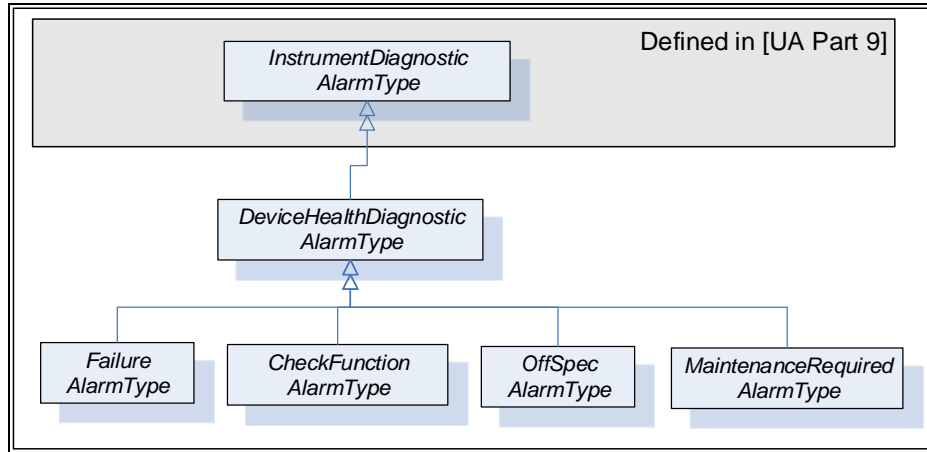 Defined in [UA Part 9]
InstrumentDiagnostic
AlarmType
DeviceHealthDiagnostic
AlarmType
Failure
AlarmType
CheckFunction
AlarmType
OffSpec
AlarmType
MaintenanceRequired
AlarmType